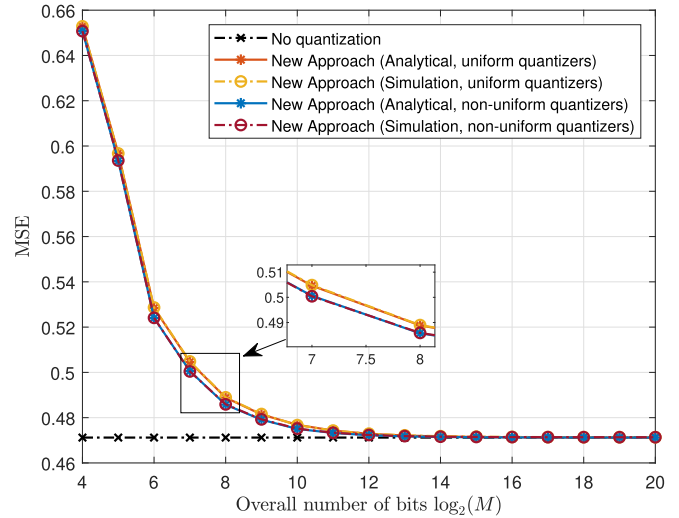 0.66
0.64
0.62
0.6
0.58
0.56
0.54
0.52
0.5
0.48
0.46
MSE
No quantization
New Approach (Analytical, uniform quantizers)
New Approach (Simulation, uniform quantizers)
New Approach (Analytical, non-uniform quantizers)
New Approach (Simulation, non-uniform quantizers)
0.51
0.5
0.49
7 7.5 8
4 6 8 10 12 14 16 18 20
Overall number of bits log₂(M)